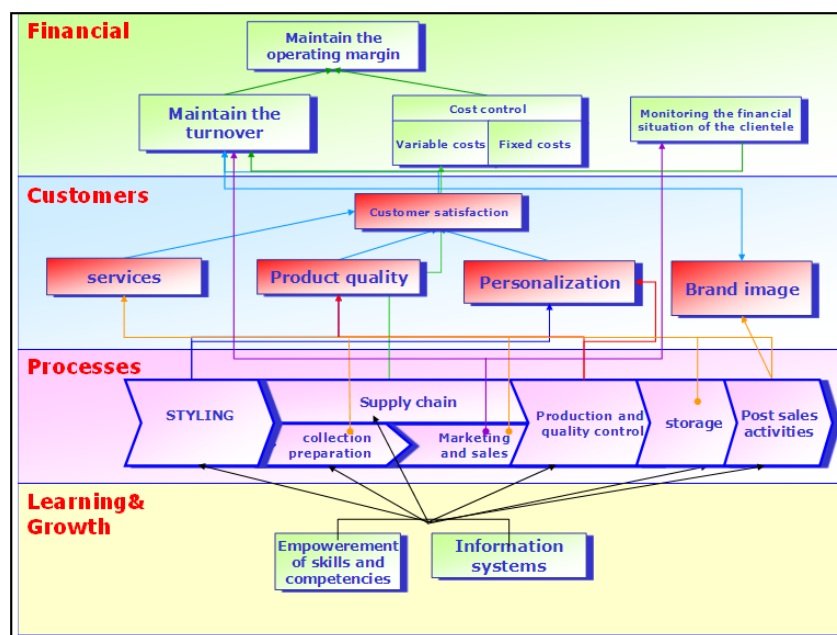 Financial
Maintain the
operating margin
Maintain the
turnover
Cost control
Variable costs
Fixed costs
Monitoring the financial
situation of the clientele
Customers
Customer satisfaction
services
Product quality
Personalization
Brand image
Processes
STYLING
Supply chain
collection
preparation
Marketing
and sales
Production and
quality control
storage
Post sales
activities
Learning&
Growth
Empowerement
of skills and
competencies
Information
systems